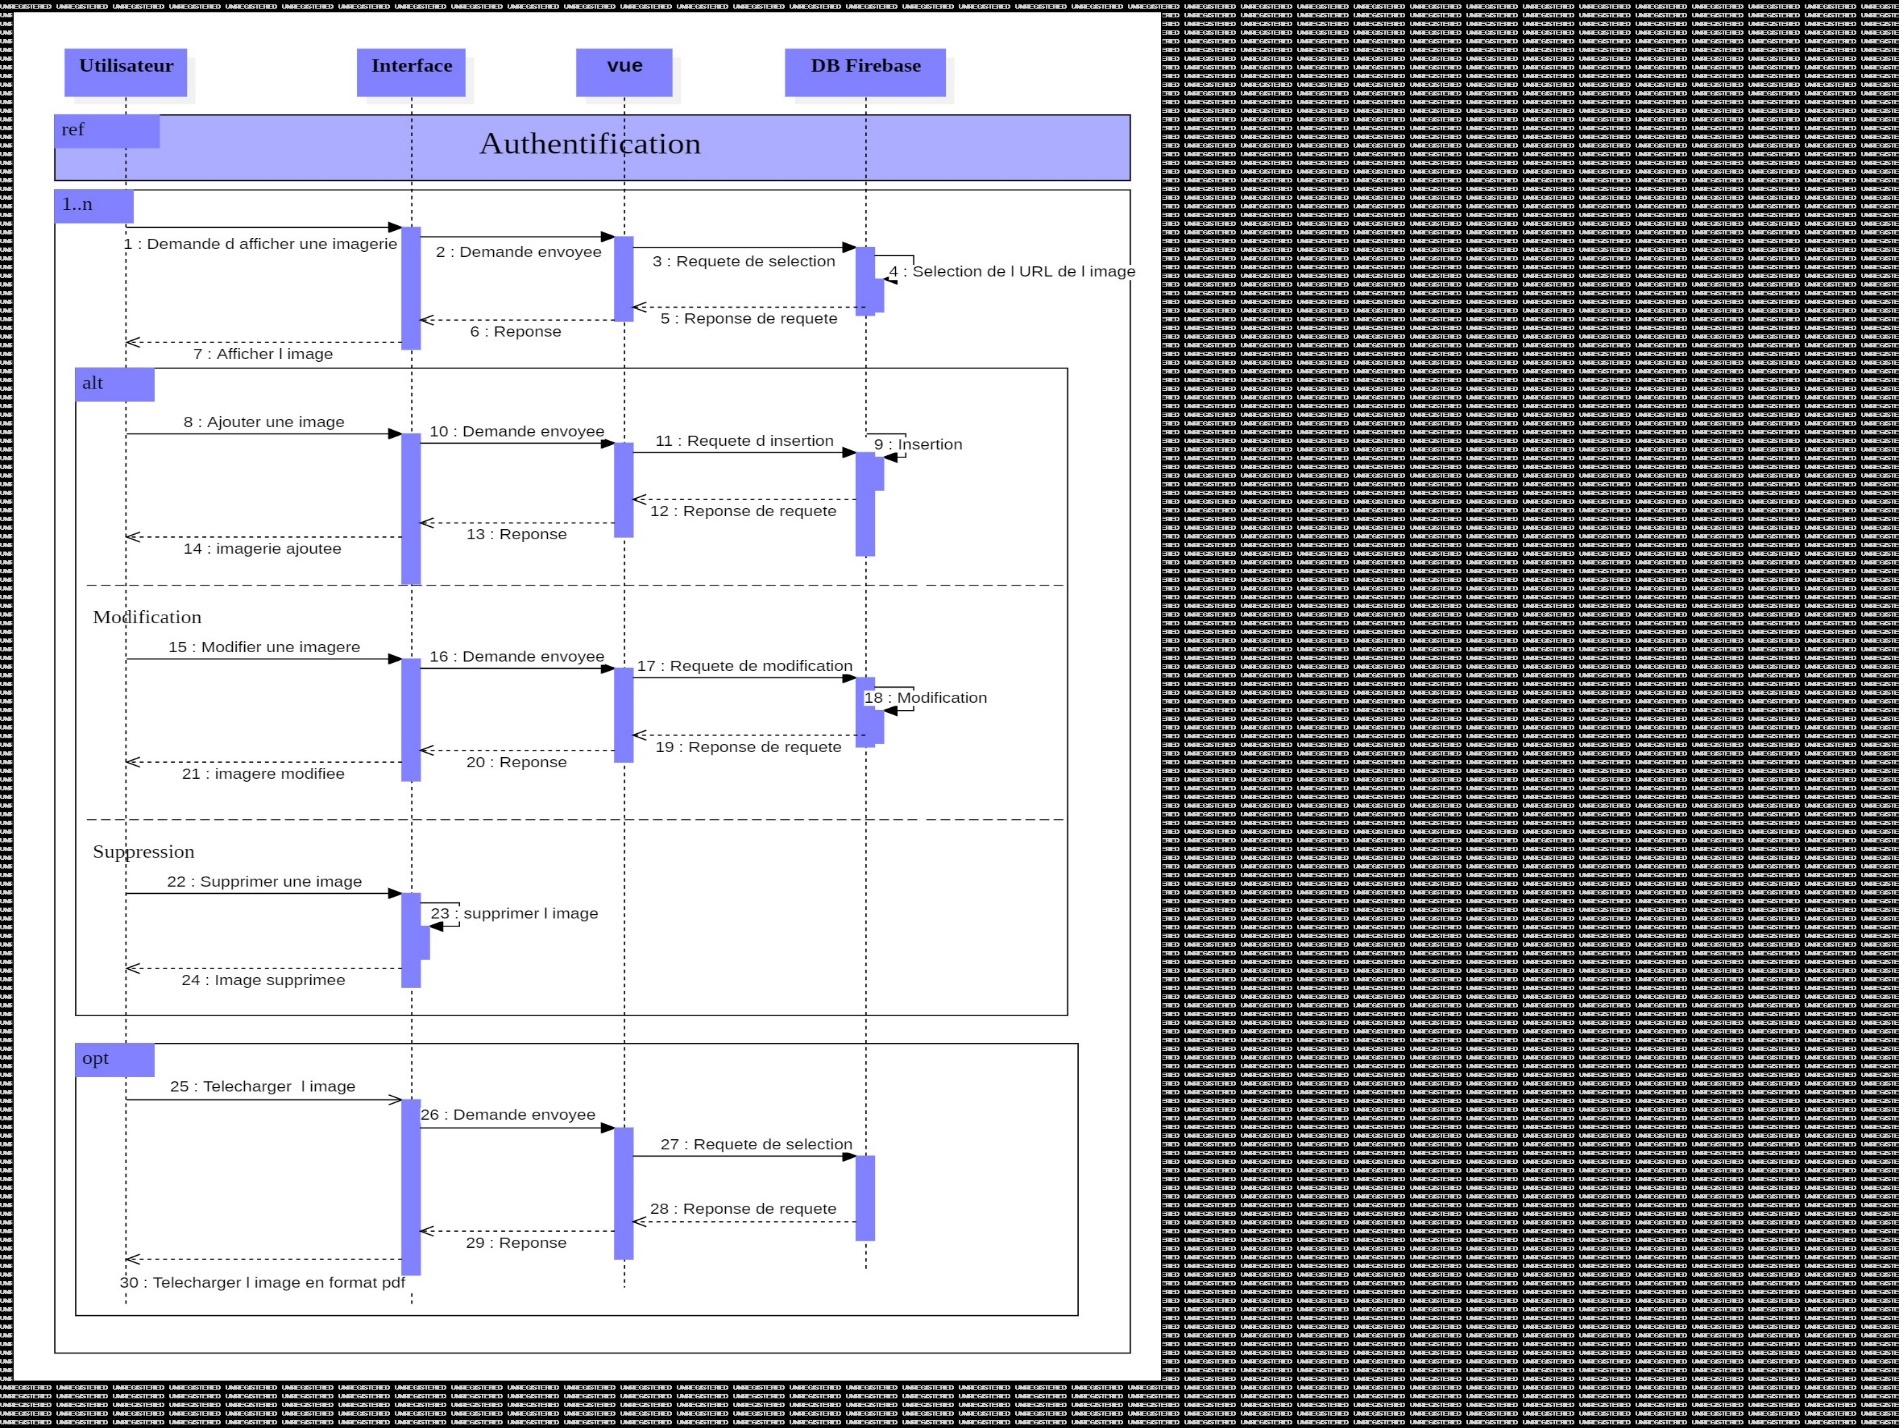 Utilisateur
Interface
vue
DB Firebase
ref
Authentification
1..n
1 : Demande d afficher une imagerie
2 : Demande envoyee
3 : Requete de selection
4 : Selection de l URL de l image
5 : Reponse de requete
6 : Reponse
7 : Afficher l image
alt
8 : Ajouter une image
10 : Demande envoyee
11 : Requete d insertion
9 : Insertion
12 : Reponse de requete
13 : Reponse
14 : imagerie ajoutee
Modification
15 : Modifier une imagere
16 : Demande envoyee
17 : Requete de modification
18 : Modification
19 : Reponse de requete
20 : Reponse
21 : imagere modifiee
Suppression
22 : Supprimer une image
23 : supprimer l image
24 : Image supprimee
opt
25 : Telecharger  l image
26 : Demande envoyee
27 : Requete de selection
28 : Reponse de requete
29 : Reponse
30 : Telecharger l image en format pdf
UNREGISTERED